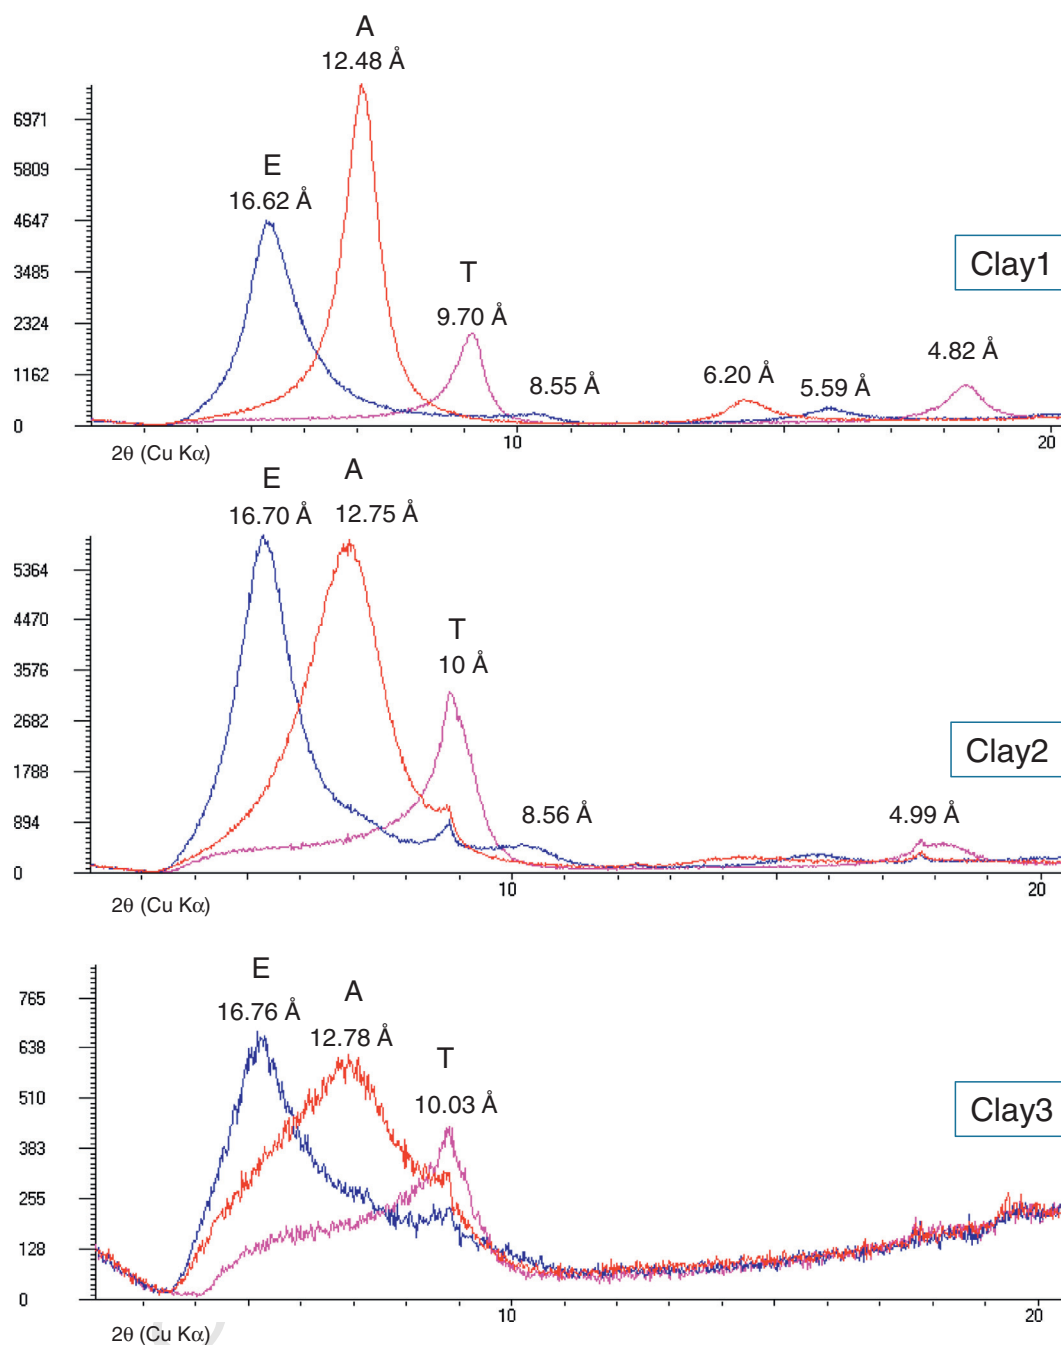 A
12.48 Å
6971
5809
E
4647
16.62 Å
Clay1
3485
T
2324
9.70 Å
4.82 Å
1162
8.55 Å
6.20 Å
5.59 Å
0
10
20
2θ (Cu Kα)
E
A
16.70 Å
12.75 Å
5364
4470
T
3576
10 Å
2682
Clay2
1788
894
8.56 Å
4.99 Å
0
10
20
2θ (Cu Kα)
E
A
765
16.76 Å
12.78 Å
638
T
510
10.03 Å
Clay3
383
255
128
0
10
20
2θ (Cu Kα)